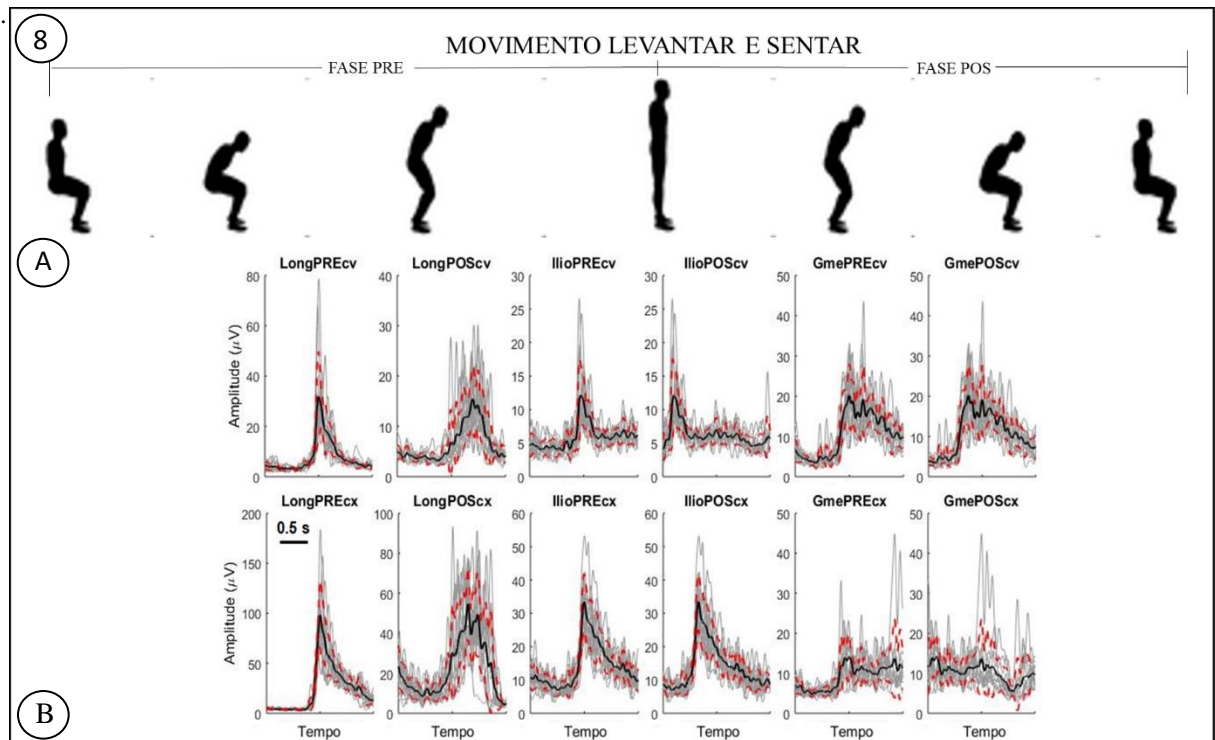 .
8
MOVIMENTO LEVANTAR E SENTAR
FASE PRE FASE POS
A
LongPREcv LongPOScv IlioPREcv IlioPOScv GmePREcv GmePOScv
80 40 30 30 50 50
60 30 25 25 40 40
40 20 20 20 30 30
20 10 15 15 20 20
0 0 10 10 10 10
5 5 0 0
0 0
Amplitude (μV)
LongPREcx LongPOScx IlioPREcx IlioPOScx GmePREcx GmePOScx
200 100 60 60 50 50
150 80 50 50 40 40
100 60 40 40 30 30
50 40 30 30 20 20
0 20 20 20 10 10
0 10 10 0 0
0 0
0.5 s
Amplitude (μV)
B
Tempo Tempo Tempo Tempo Tempo Tempo